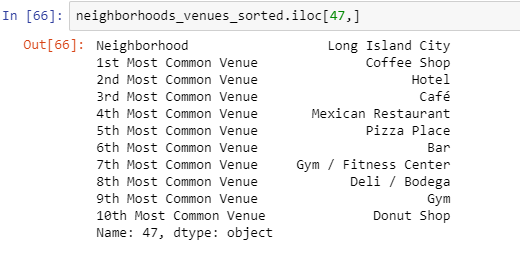 In [66]: neighborhoods_venues_sorted.iloc[47,]
Out[66]: Neighborhood Long Island City
1st Most Common Venue Coffee Shop
2nd Most Common Venue Hotel
3rd Most Common Venue Café
4th Most Common Venue Mexican Restaurant
5th Most Common Venue Pizza Place
6th Most Common Venue Bar
7th Most Common Venue Gym / Fitness Center
8th Most Common Venue Deli / Bodega
9th Most Common Venue Gym
10th Most Common Venue Donut Shop
Name: 47, dtype: object